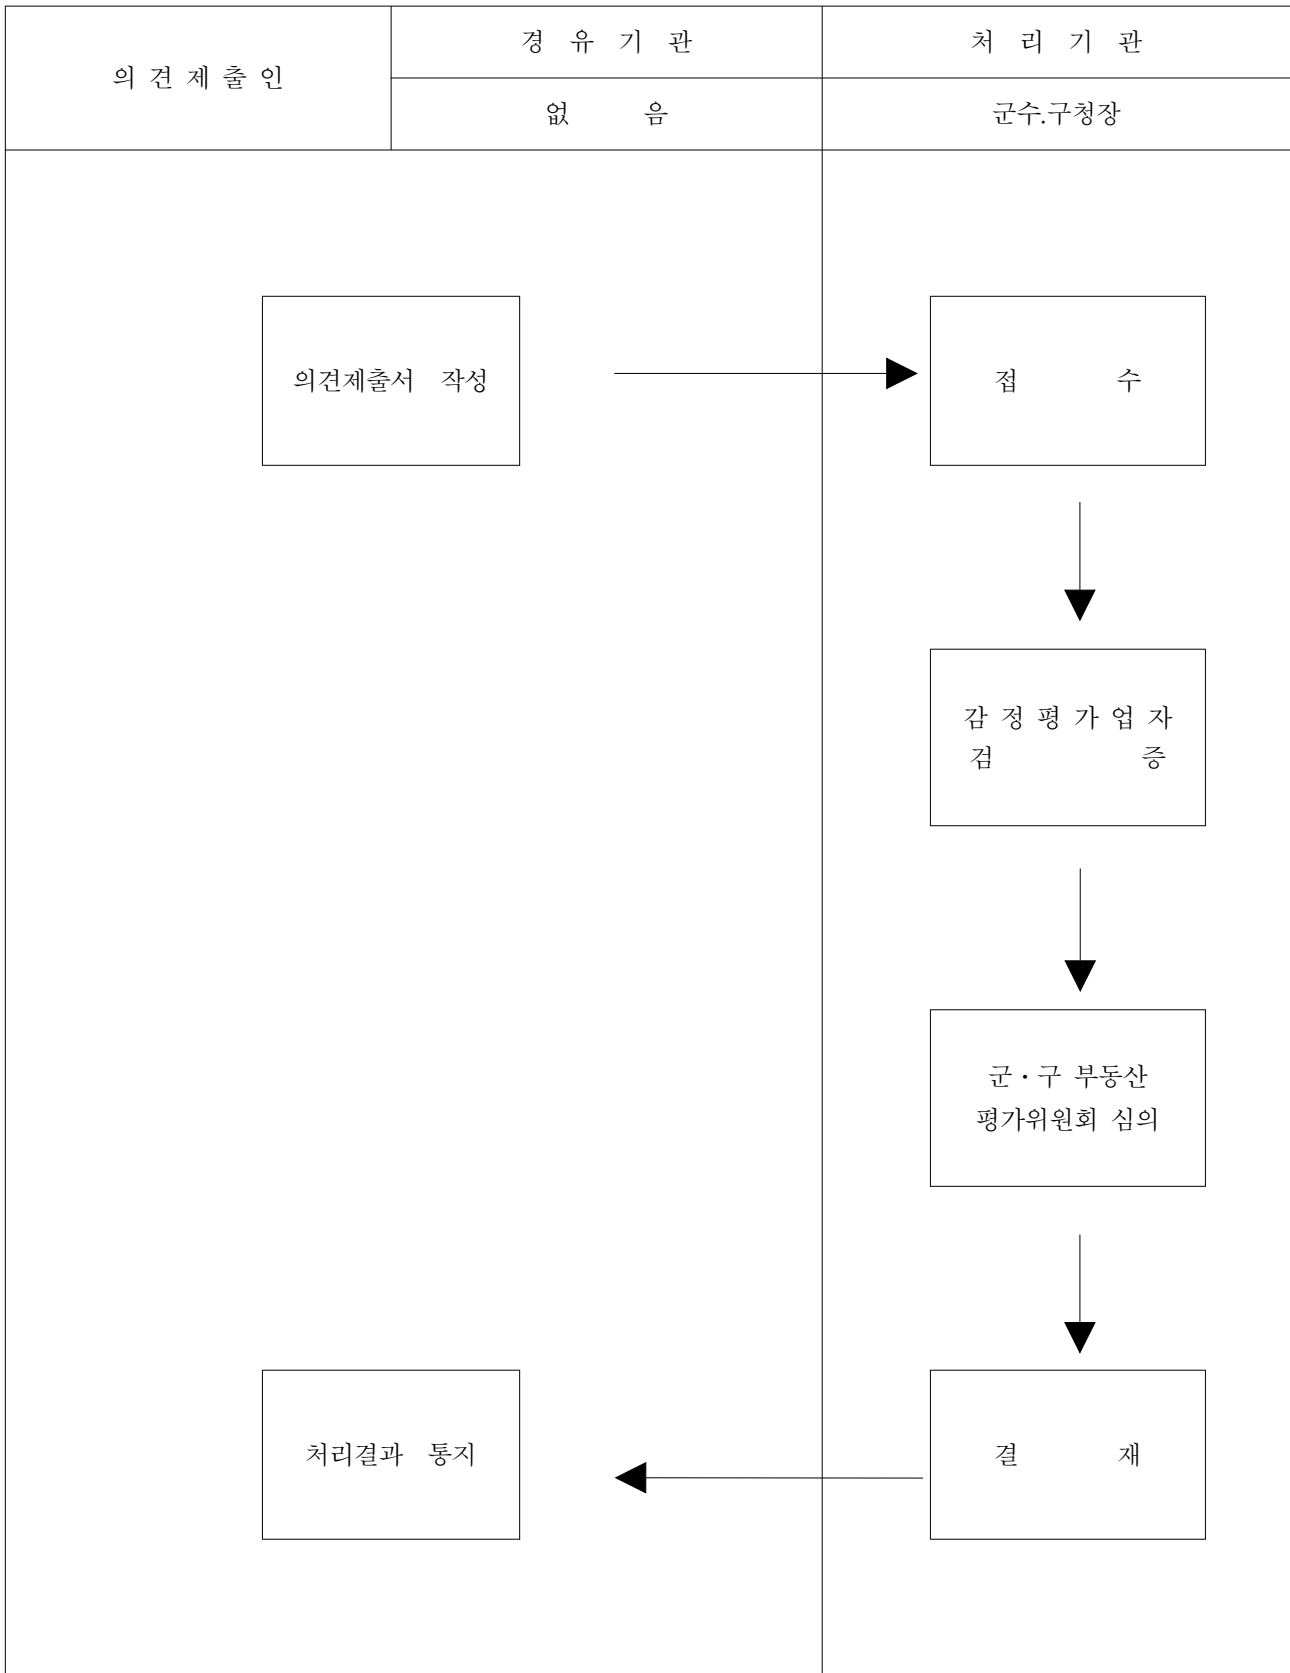 의 견 제 출 인
경 유 기 관
처 리 기 관
없 음
군수.구청장
의견제출서 작성
접 수
감 정 평 가 업 자
검 증
군·구 부동산
평가위원회 심의
처리결과 통지
결 재